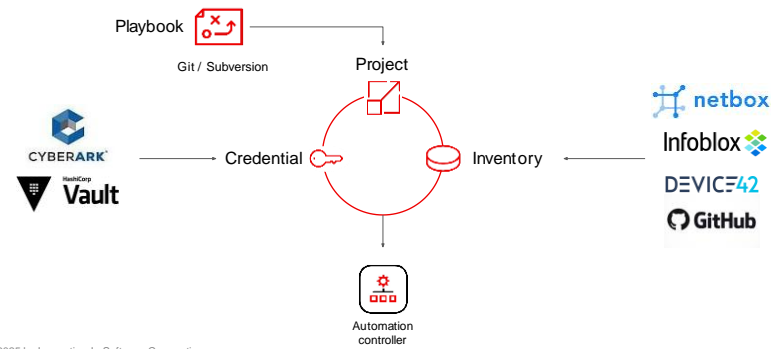 Playbook
Git / Subversion
Project
CYBERARK®
HashiCorp
Vault
Credential
Inventory
netbox
Infoblox
DEVICE42
GitHub
Automation
controller